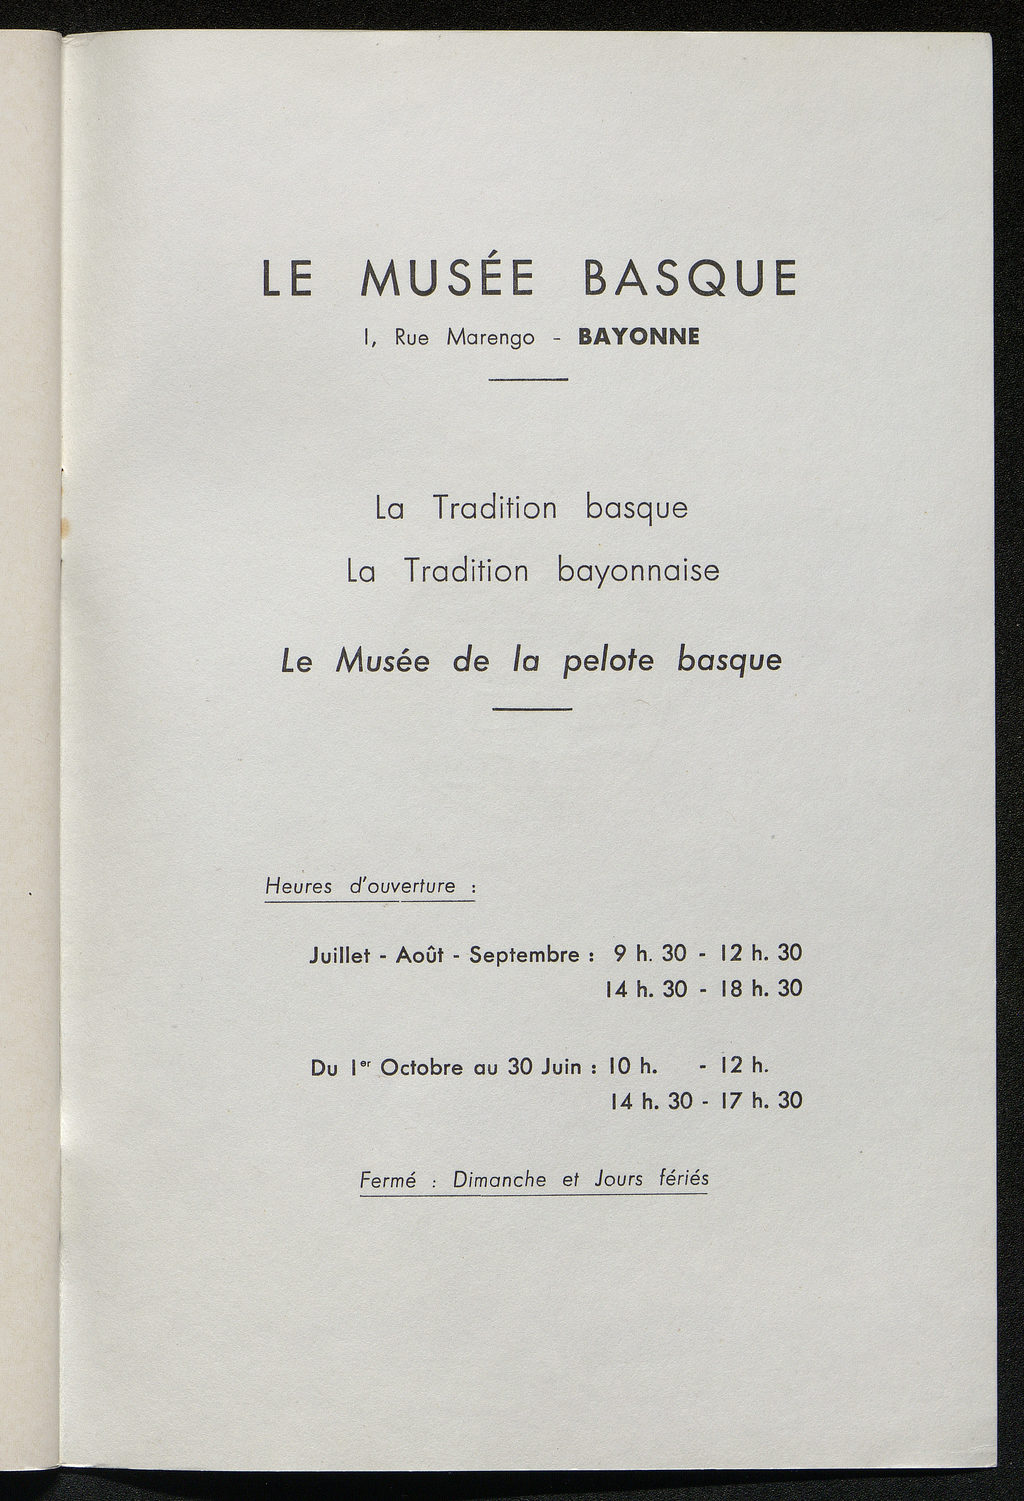 LE MUSÉE BASQUE
1, Rue Marengo - BAYONNE
La Tradition basque
La Tradition bayonnaise
Le Musée de la pelote basque
Heures d'ouverture :
Juillet - Août - Septembre : 9 h. 30 - 12 h. 30
14 h. 30 - 18 h. 30
Du 1er Octobre au 30 Juin : 10 h. - 12 h.
14 h. 30 - 17 h. 30
Fermé : Dimanche et Jours fériés